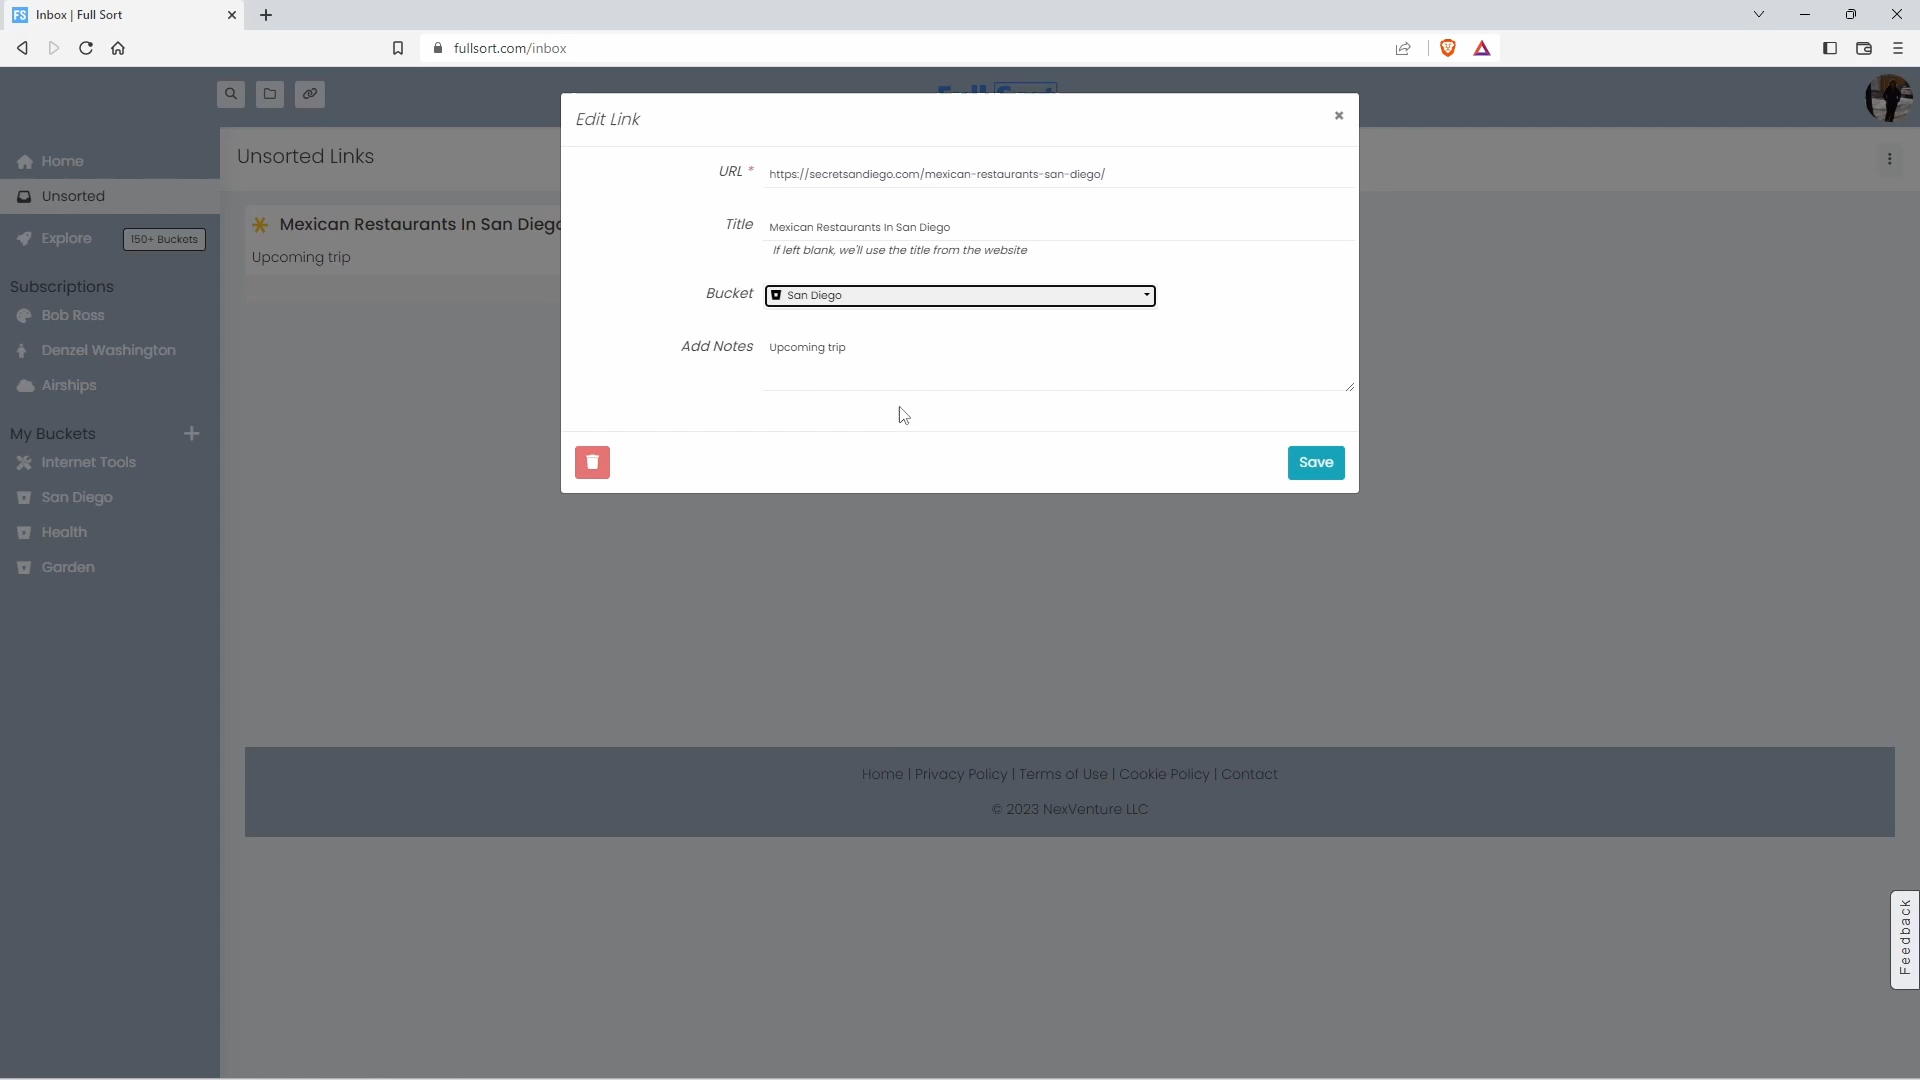 FS Inbox | Full Sort
fullsort.com/inbox
Full Sort
Edit Link
Home
Unsorted
Explore
150+ Buckets
Subscriptions
Bob Ross
Denzel Washington
Airships
My Buckets
Internet Tools
San Diego
Health
Garden
Unsorted Links
Mexican Restaurants In San Diego
Upcoming trip
URL * https://secretsandiego.com/mexican-restaurants-san-diego/
Title Mexican Restaurants In San Diego
If left blank, we'll use the title from the website
Bucket San Diego
Add Notes Upcoming trip
Save
Home | Privacy Policy | Terms of Use | Cookie Policy | Contact
© 2023 NexVenture LLC
Feedback